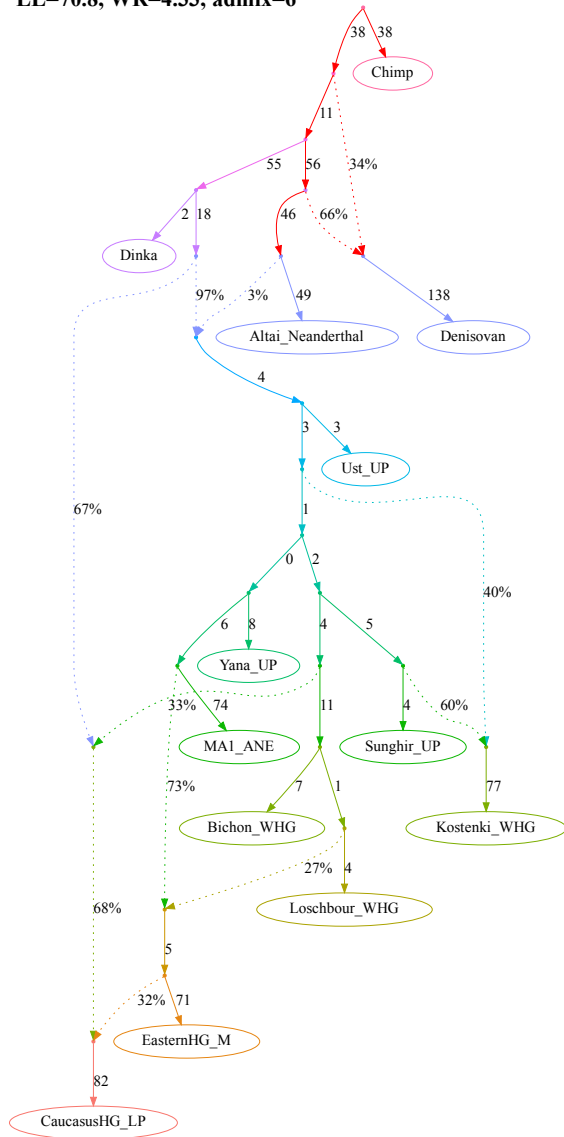 38 38
Chimp
11
55 56 34%
2 18 46 66%
Dinka
97% 3% 49 138
Altai_Neanderthal Denisovan
4
3 3
Ust_UP
67% 1 40%
0 2
6 8 4 5
Yana_UP
33% 74 11 4 60%
MA1_ANE Sunghir_UP
73% 7 1 77
Bichon_WHG Kostenki_WHG
27% 4
68% Loschbour_WHG
5
32% 71
EasternHG_M
82
CaucasusHG_LP